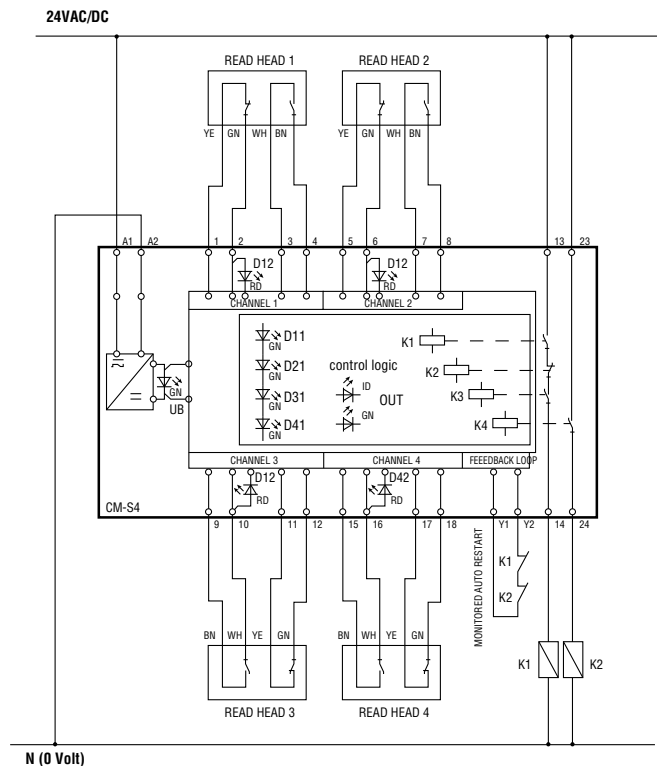 24VAC/DC
READ HEAD 1 READ HEAD 2
YE GN WH BN YE GN WH BN
A1 A2 1 2 3 4 5 6 7 8 13 23
D12 D12
RD RD
CHANNEL 1 CHANNEL 2
D11
GN
K1
D21
GN
control logic
K2
GN
UB
D31
GN
ID
OUT
K3
D41
GN
GN
K4
CHANNEL 3 CHANNEL 4 FEEEDBACK LOOP
D12 D42
RD RD
CM-S4
9 10 11 12 15 16 17 18 Y1 Y2 14 24
MONITORED AUTO RESTART
K1
K2
BN WH YE GN BN WH YE GN
K1 K2
READ HEAD 3 READ HEAD 4
N (0 Volt)